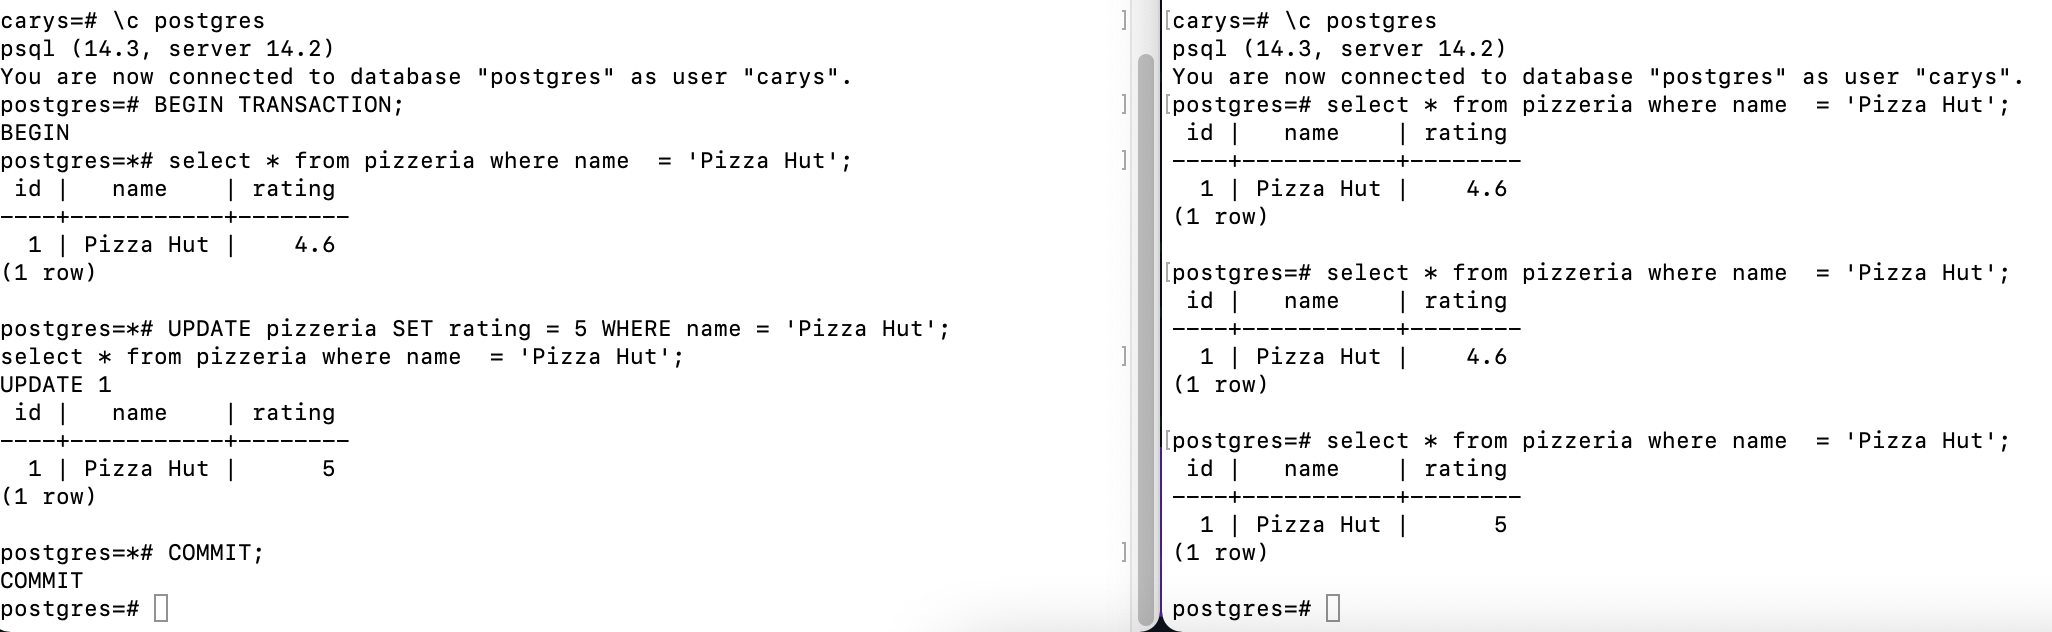 carys=# \c postgres
psql (14.3, server 14.2)
You are now connected to database "postgres" as user "carys".
postgres=# BEGIN TRANSACTION;
BEGIN
postgres=*# select * from pizzeria where name  = 'Pizza Hut';
 id |   name    | rating
----+-----------+--------
  1 | Pizza Hut |    4.6
(1 row)

postgres=*# UPDATE pizzeria SET rating = 5 WHERE name = 'Pizza Hut';
select * from pizzeria where name  = 'Pizza Hut';
UPDATE 1
 id |   name    | rating
----+-----------+--------
  1 | Pizza Hut |      5
(1 row)

postgres=*# COMMIT;
COMMIT
postgres=#
carys=# \c postgres
psql (14.3, server 14.2)
You are now connected to database "postgres" as user "carys".
postgres=# select * from pizzeria where name  = 'Pizza Hut';
 id |   name    | rating
----+-----------+--------
  1 | Pizza Hut |    4.6
(1 row)

postgres=# select * from pizzeria where name  = 'Pizza Hut';
 id |   name    | rating
----+-----------+--------
  1 | Pizza Hut |    4.6
(1 row)

postgres=# select * from pizzeria where name  = 'Pizza Hut';
 id |   name    | rating
----+-----------+--------
  1 | Pizza Hut |      5
(1 row)

postgres=#